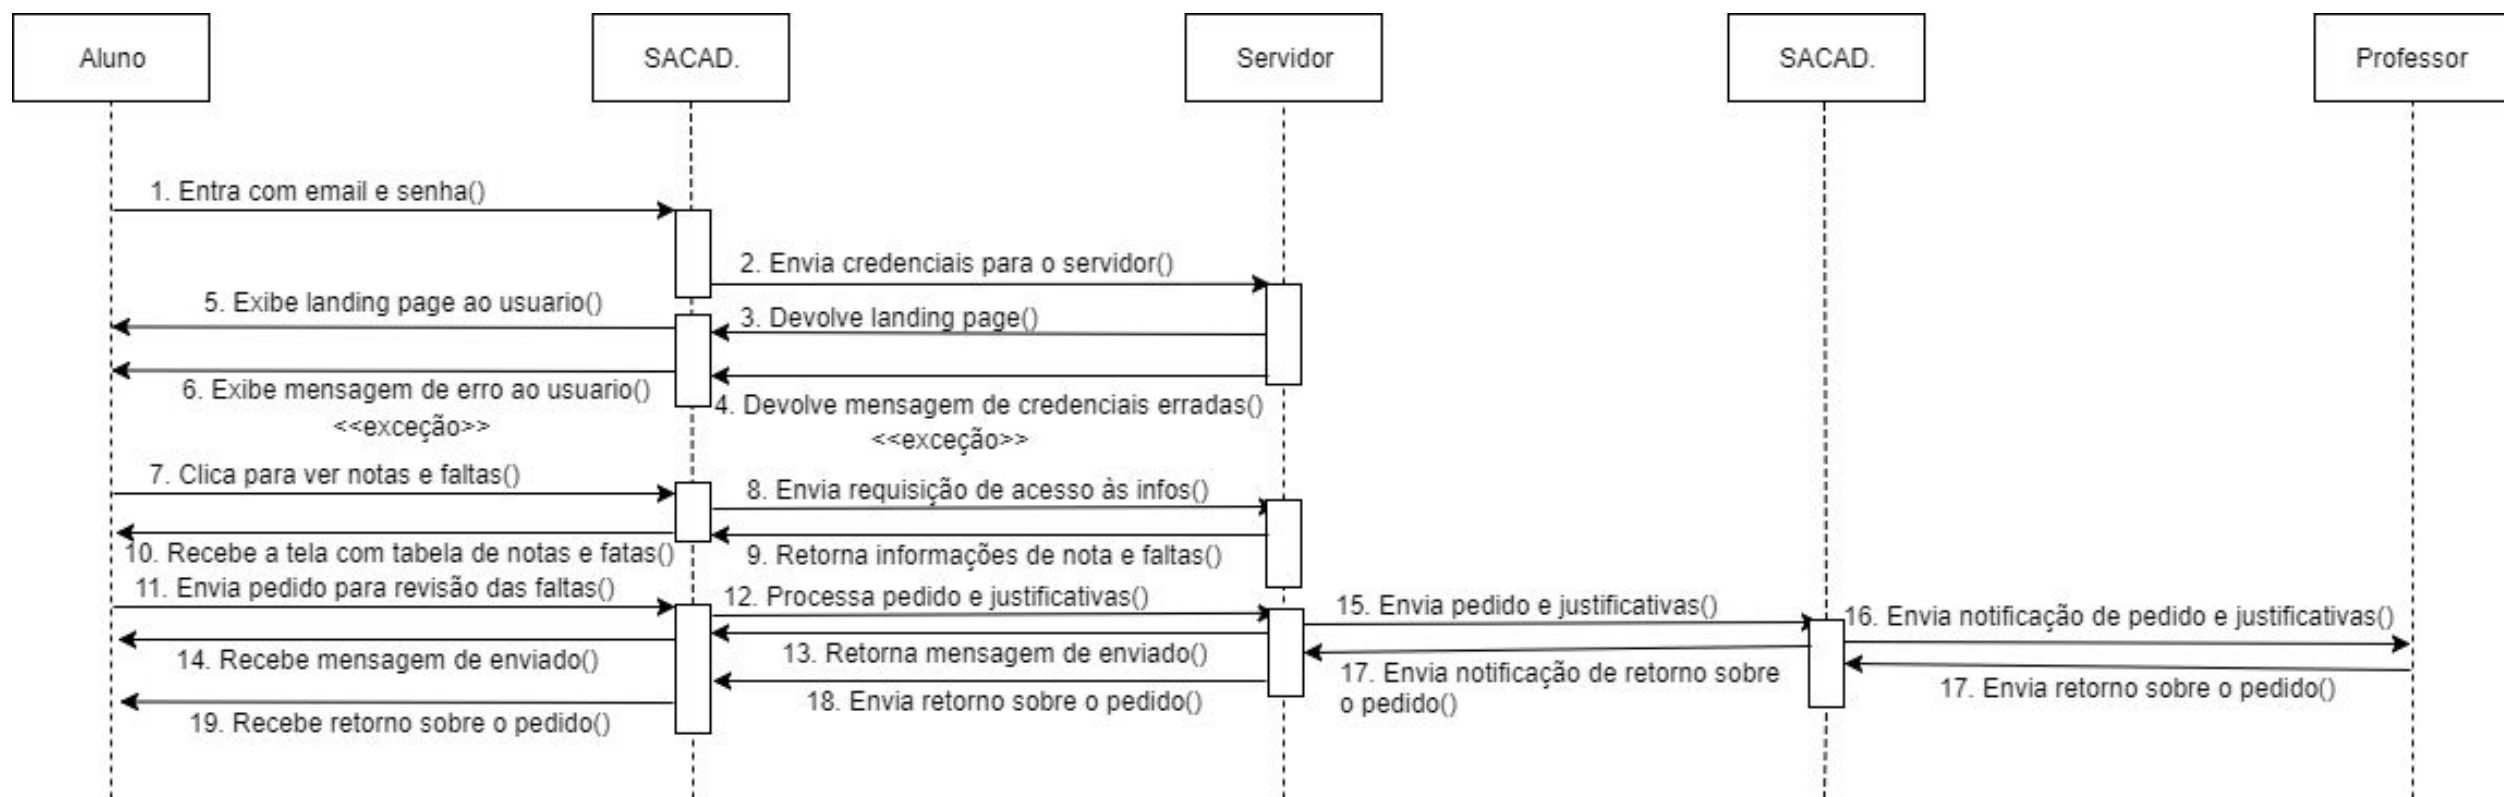 Aluno
SACAD.
Servidor
SACAD.
Professor
1. Entra com email e senha()
2. Envia credenciais para o servidor()
5. Exibe landing page ao usuario()
3. Devolve landing page()
6. Exibe mensagem de erro ao usuario()
<<exceção>>
4. Devolve mensagem de credenciais erradas()
<<exceção>>
7. Clica para ver notas e faltas()
8. Envia requisição de acesso às infos()
10. Recebe a tela com tabela de notas e fatas()
9. Retorna informações de nota e faltas()
11. Envia pedido para revisão das faltas()
12. Processa pedido e justificativas()
15. Envia pedido e justificativas()
16. Envia notificação de pedido e justificativas()
14. Recebe mensagem de enviado()
13. Retorna mensagem de enviado()
17. Envia notificação de retorno sobre
o pedido()
17. Envia retorno sobre o pedido()
18. Envia retorno sobre o pedido()
19. Recebe retorno sobre o pedido()